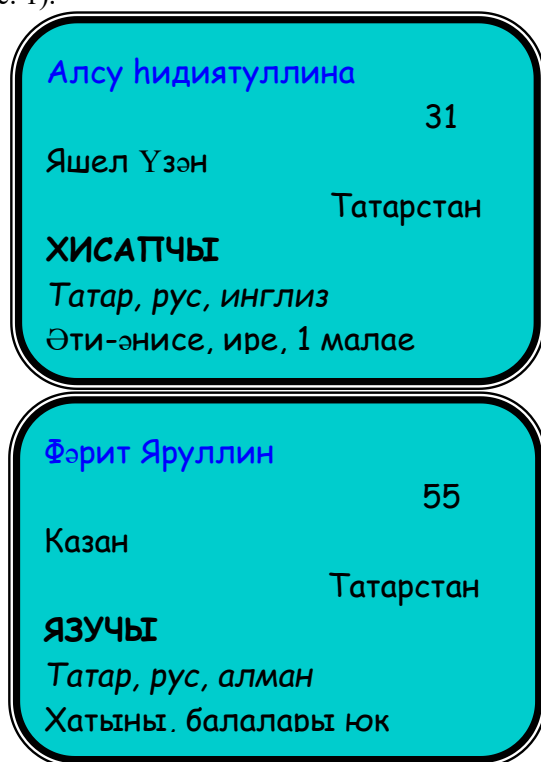 с. 1).
Алсу Һидиятуллина
31
Яшел Үзән
Татарстан
ХИСАПЧЫ
Татар, рус, инглиз
Әти-әнисе, ире, 1 малае
Фәрит Яруллин
55
Казан
Татарстан
ЯЗУЧЫ
Татар, рус, алман
Хатыны, балалары юк